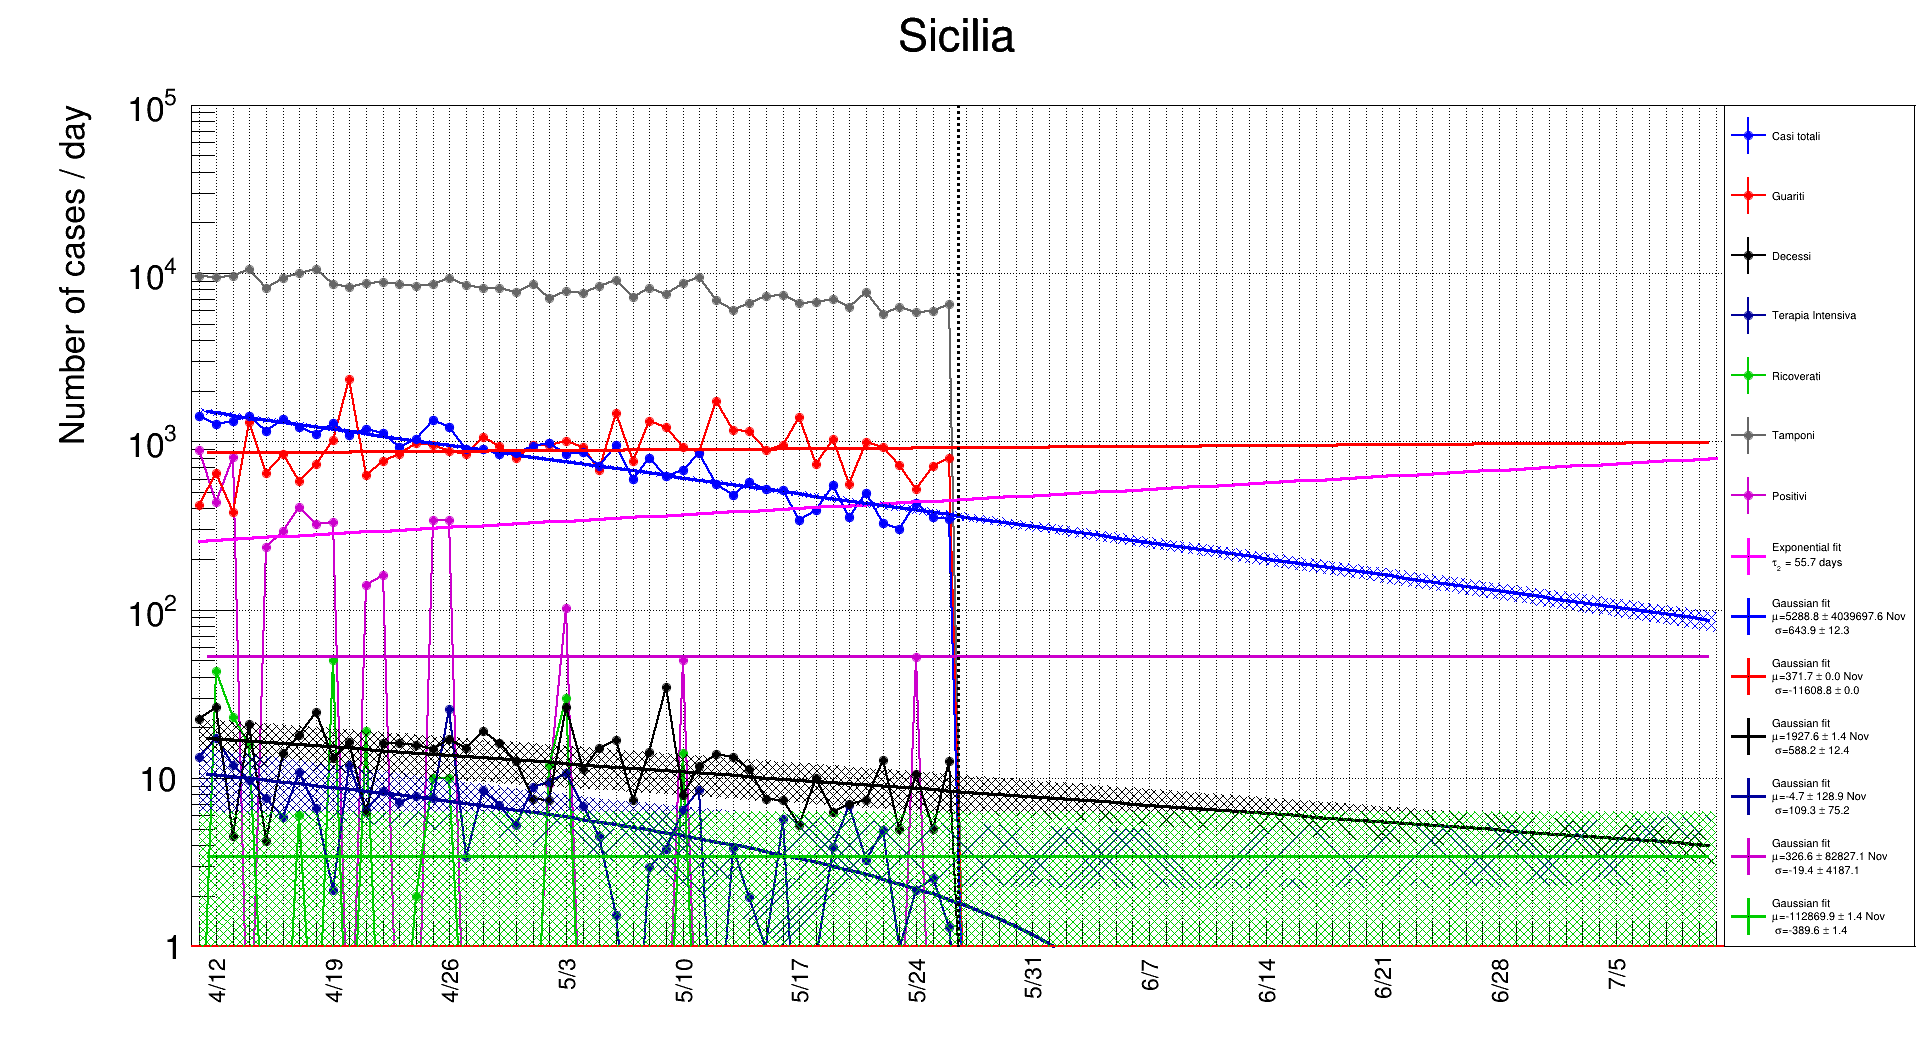 Sicilia
Number of cases / day
10^5
10^4
10^3
10^2
10
1
4/12
4/19
4/26
5/3
5/10
5/17
5/24
5/31
6/7
6/14
6/21
6/28
7/5
Casi totali
Guariti
Decessi
Terapia Intensiva
Ricoverati
Tamponi
Positivi
Exponential fit
τ_2 = 55.7 days
Gaussian fit
μ=5288.8 ± 4039697.6 Nov
σ=643.9 ± 12.3
Gaussian fit
μ=371.7 ± 0.0 Nov
σ=-11608.8 ± 0.0
Gaussian fit
μ=1927.6 ± 1.4 Nov
σ=588.2 ± 12.4
Gaussian fit
μ=-4.7 ± 128.9 Nov
σ=109.3 ± 75.2
Gaussian fit
μ=326.6 ± 82827.1 Nov
σ=-19.4 ± 4187.1
Gaussian fit
μ=-112869.9 ± 1.4 Nov
σ=-389.6 ± 1.4